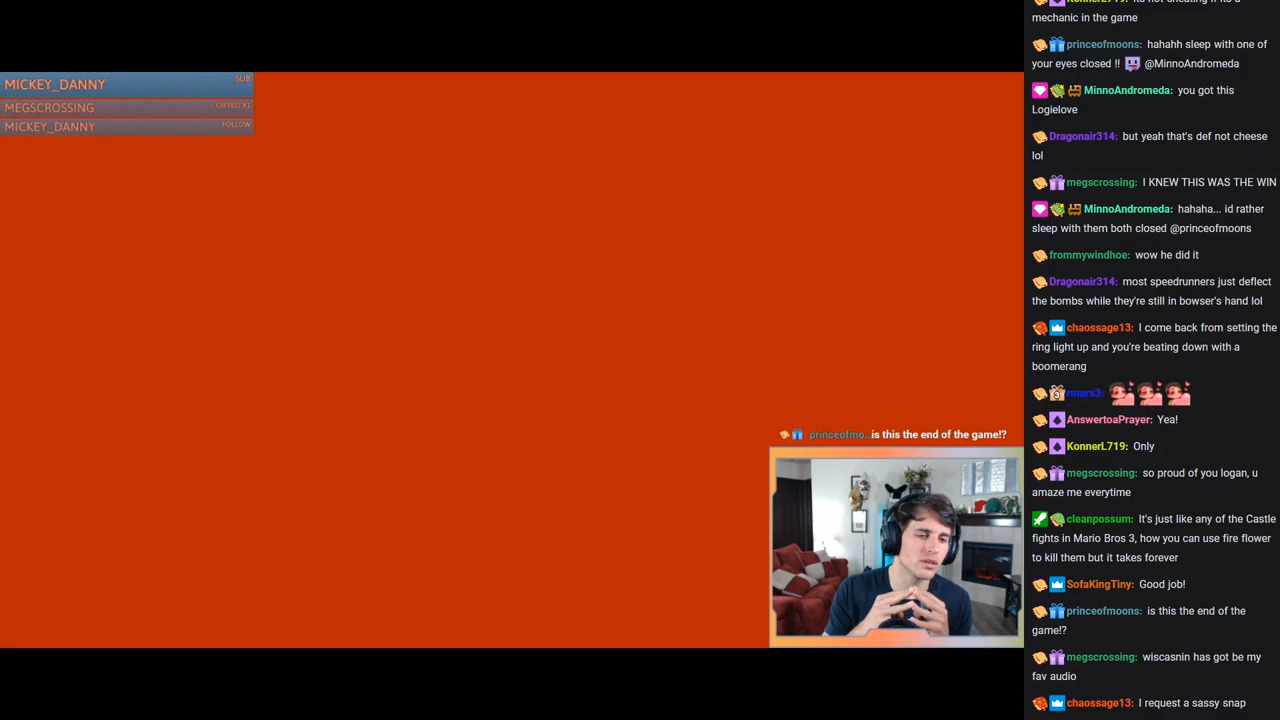 MICKEY_DANNY SUB
MEGSCROSSING GIFTED X1
MICKEY_DANNY FOLLOW
princeofmo.. is this the end of the game!?
mechanic in the game
princeofmoons: hahahh sleep with one of
your eyes closed !! @MinnoAndromeda
MinnoAndromeda: you got this
Logielove
Dragonair314: but yeah that's def not cheese
lol
megscrossing: I KNEW THIS WAS THE WIN
MinnoAndromeda: hahaha... id rather
sleep with them both closed @princeofmoons
frommywindhoe: wow he did it
Dragonair314: most speedrunners just deflect
the bombs while they're still in bowser's hand lol
chaossage13: I come back from setting the
ring light up and you're beating down with a
boomerang
rmars3:
AnswertoaPrayer: Yea!
KonnerL719: Only
megscrossing: so proud of you logan, u
amaze me everytime
cleanpossum: It's just like any of the Castle
fights in Mario Bros 3, how you can use fire flower
to kill them but it takes forever
SofaKingTiny: Good job!
princeofmoons: is this the end of the
game!?
megscrossing: wiscasnin has got be my
fav audio
chaossage13: I request a sassy snap